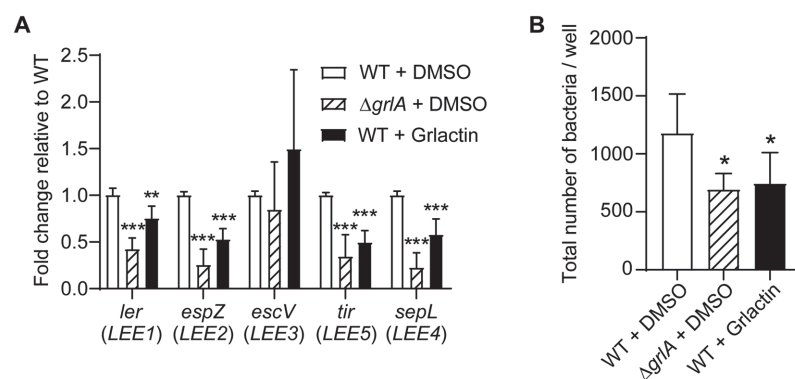 A
Fold change relative to WT
2.5
2.0
1.5
1.0
0.5
0.0
WT + DMSO
ΔgrlA + DMSO
WT + Grlactin
***
**
***
***
***
***
***
***
ler
(LEE1)
espZ
(LEE2)
escV
(LEE3)
tir
(LEE5)
sepL
(LEE4)
B
Total number of bacteria / well
2000
1500
1000
500
0
*
*
WT + DMSO
ΔgrlA + DMSO
WT + Grlactin